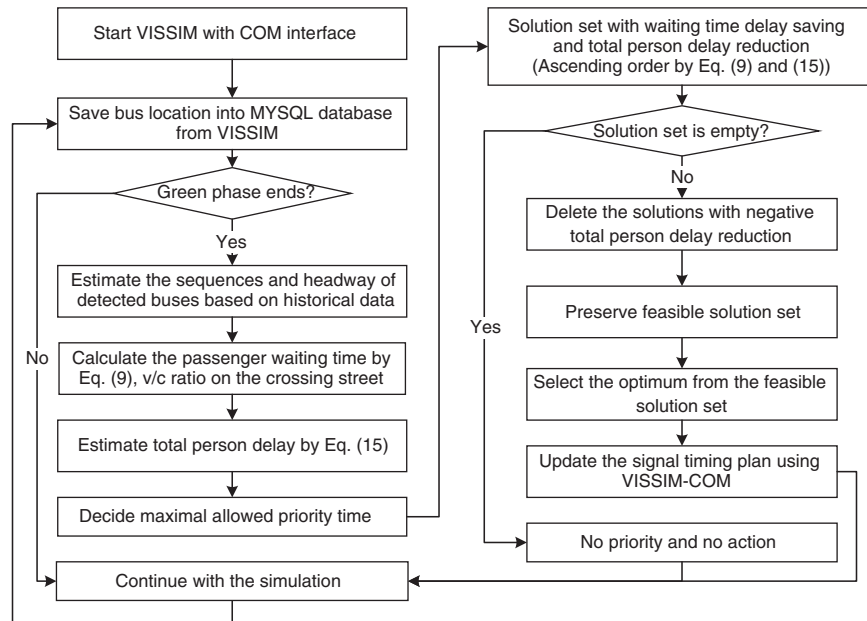 Start VISSIM with COM interface
Save bus location into MYSQL database
from VISSIM
Green phase ends?
Yes
Estimate the sequences and headway of
detected buses based on historical data
No
Calculate the passenger waiting time by
Eq. (9), v/c ratio on the crossing street
Estimate total person delay by Eq. (15)
Decide maximal allowed priority time
Continue with the simulation
Solution set with waiting time delay saving
and total person delay reduction
(Ascending order by Eq. (9) and (15))
Solution set is empty?
No
Delete the solutions with negative
total person delay reduction
Preserve feasible solution set
Yes
Select the optimum from the feasible
solution set
Update the signal timing plan using
VISSIM-COM
No priority and no action